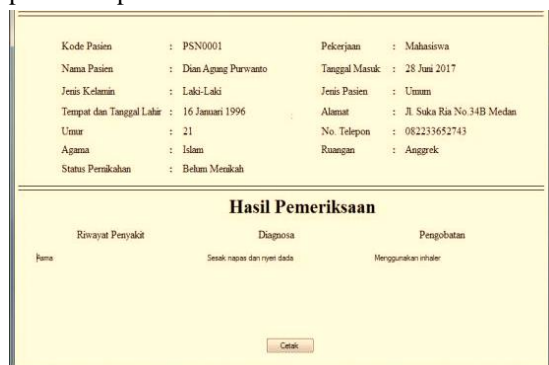 Kode Pasien : PSN0001 Pekerjaan : Mahasiswa
Nama Pasien : Dian Agung Purwanto Tanggal Masuk : 28 Juni 2017
Jenis Kelamin : Laki-Laki Jenis Pasien : Umum
Tempat dan Tanggal Lahir : 16 Januari 1996 Alamat : Jl. Suka Ria No.34B Medan
Umur : 21 No. Telepon : 082233652743
Agama : Islam Ruangan : Anggrek
Status Pernikahan : Belum Menikah
Hasil Pemeriksaan
Riwayat Penyakit Diagnosa Pengobatan
Sesak napas dan nyeri dada Menggunakan inhaler
Cetak